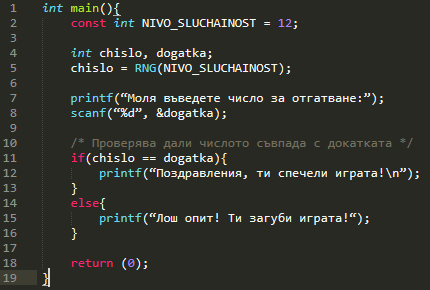 1 int main(){
2 const int NIVO_SLUCHAINOST = 12;
3
4 int chislo, dogatka;
5 chislo = RNG(NIVO_SLUCHAINOST);
6
7 printf(“Моля въведете число за отгатване:”);
8 scanf(“%d”, &dogatka);
9
10 /* Проверява дали числото съвпада с докатката */
11 if(chislo == dogatka){
12 printf(“Поздравления, ти спечели играта!\n”);
13 }
14 else{
15 printf(“Лош опит! Ти загуби играта!“);
16 }
17
18 return (0);
19 }